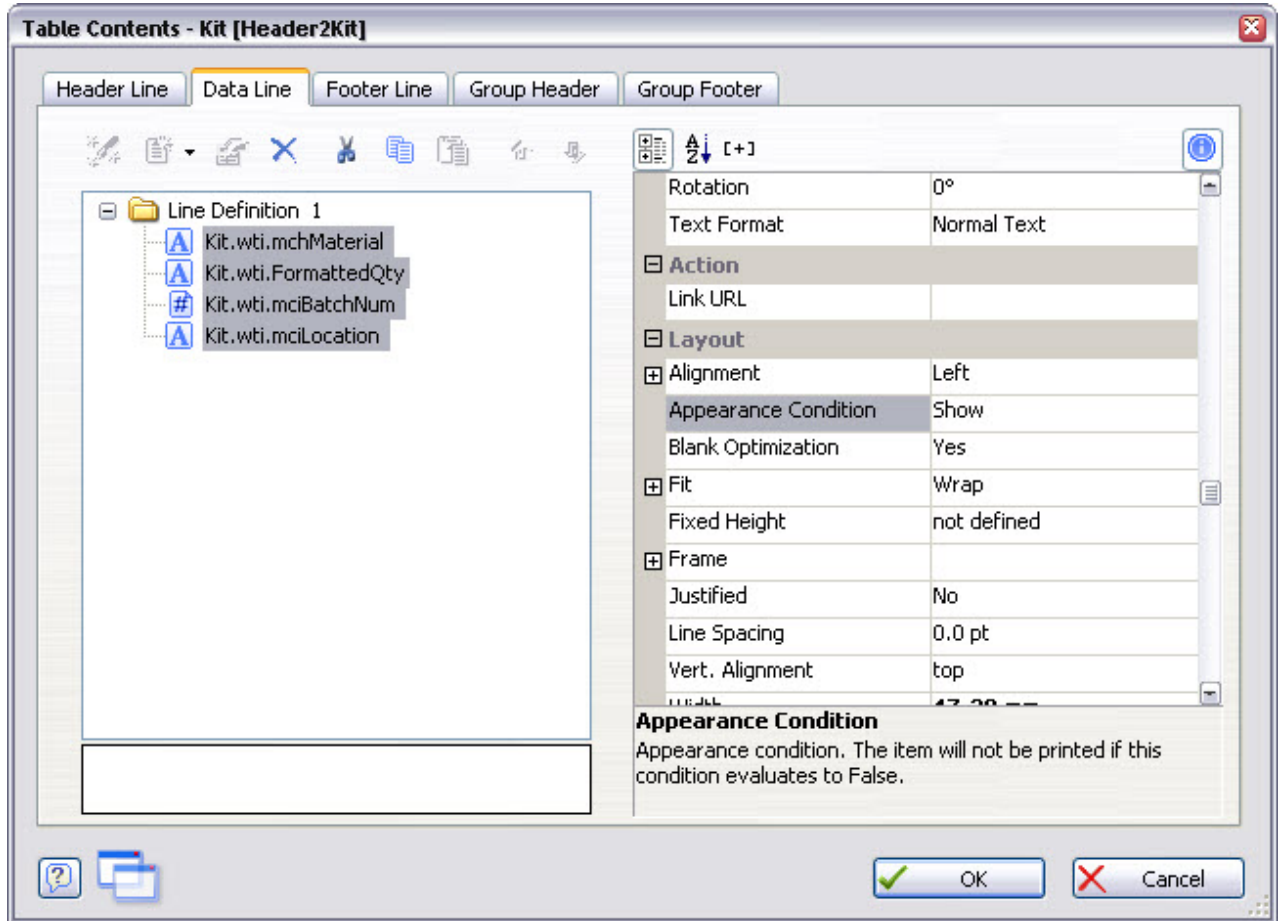 Table Contents - Kit [Header2Kit]
Header Line
Data Line
Footer Line
Group Header
Group Footer
A Z [+]
Line Definition 1
A Kit.wti.mchMaterial
A Kit.wti.FormattedQty
# Kit.wti.mciBatchNum
A Kit.wti.mciLocation
Rotation 0°
Text Format Normal Text
Action
Link URL
Layout
Alignment Left
Appearance Condition Show
Blank Optimization Yes
Fit Wrap
Fixed Height not defined
Frame
Justified No
Line Spacing 0.0 pt
Vert. Alignment top
Appearance Condition
Appearance condition. The item will not be printed if this
condition evaluates to False.
OK
Cancel